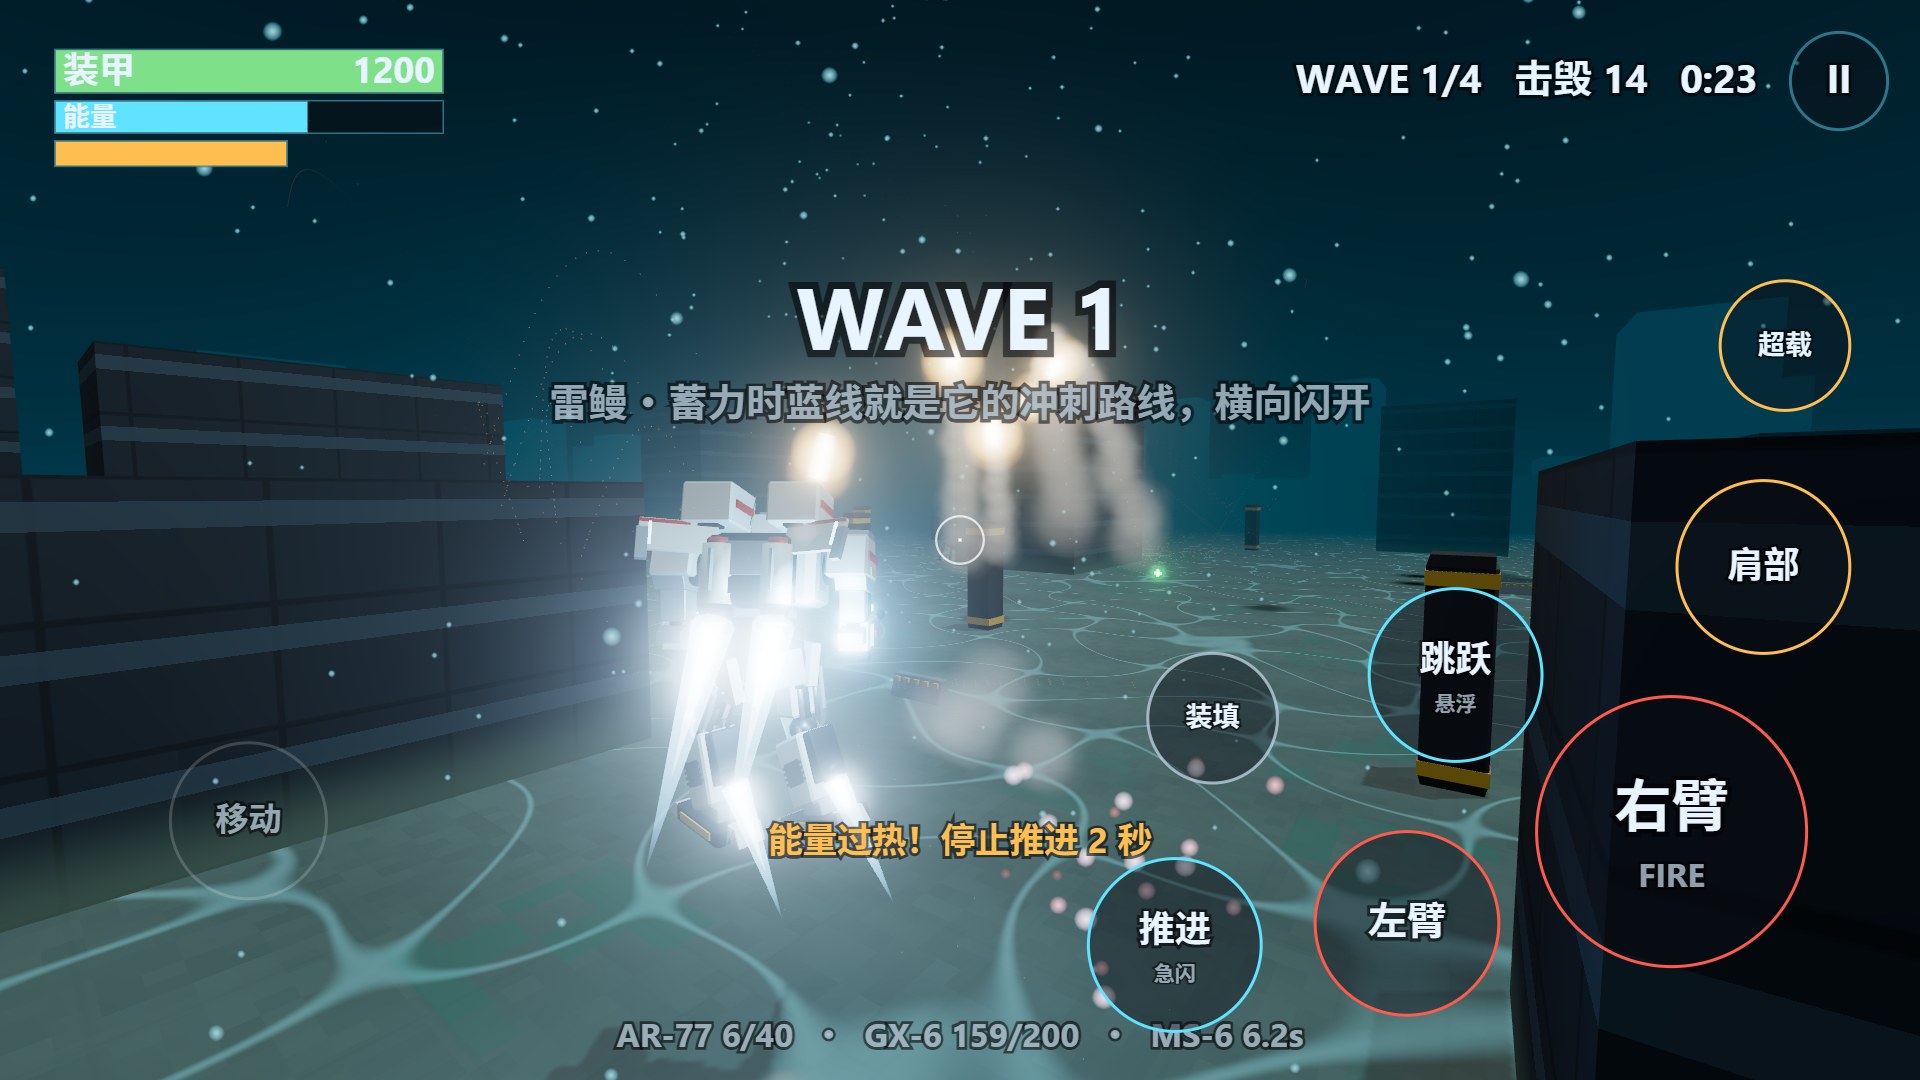 装甲 1200
能量
WAVE 1/4 击毁 14 0:23
WAVE 1
雷鳗·蓄力时蓝线就是它的冲刺路线，横向闪开
超载
肩部
跳跃
悬浮
装填
移动
右臂
FIRE
能量过热！停止推进 2 秒
左臂
推进
急闪
AR-77 6/40 · GX-6 159/200 · MS-6 6.2s